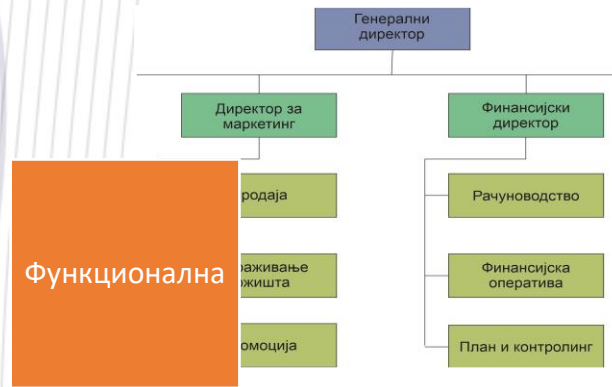 Генерални
директор
Директор за
маркетинг
Финансијски
директор
Рачуноводство
Функционална
Финансијска
оператива
План и контролинг